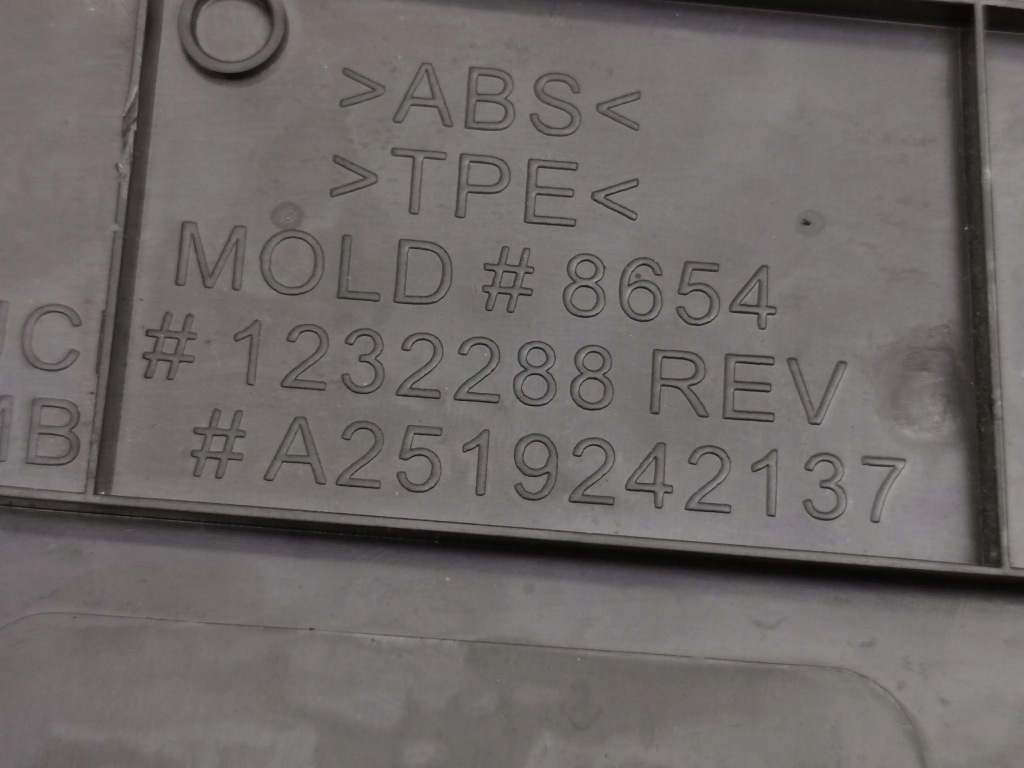 >ABS<
>TPE<
MOLD # 8654
# 1232288 REV
# A2519242137